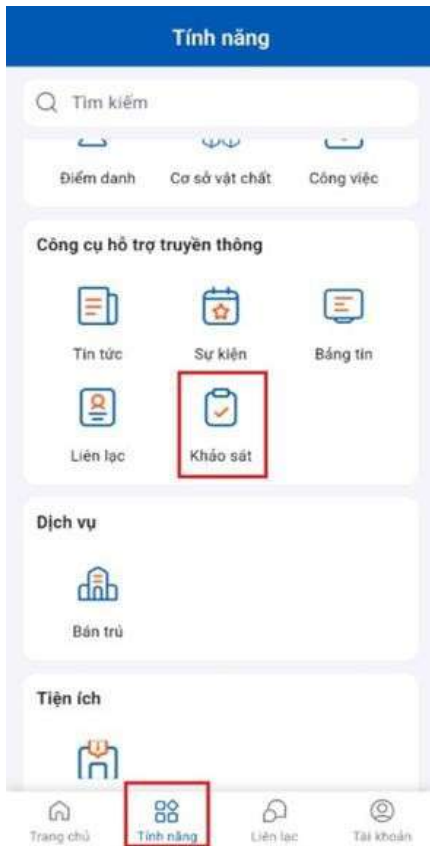 Tính năng
Tìm kiếm
Điểm danh Cơ sở vật chất Công việc
Công cụ hỗ trợ truyền thông
Tin tức Sự kiện Bảng tin
Liên lạc Khảo sát
Dịch vụ
Bán trú
Tiện ích
Trang chủ Tính năng Liên lạc Tài khoản